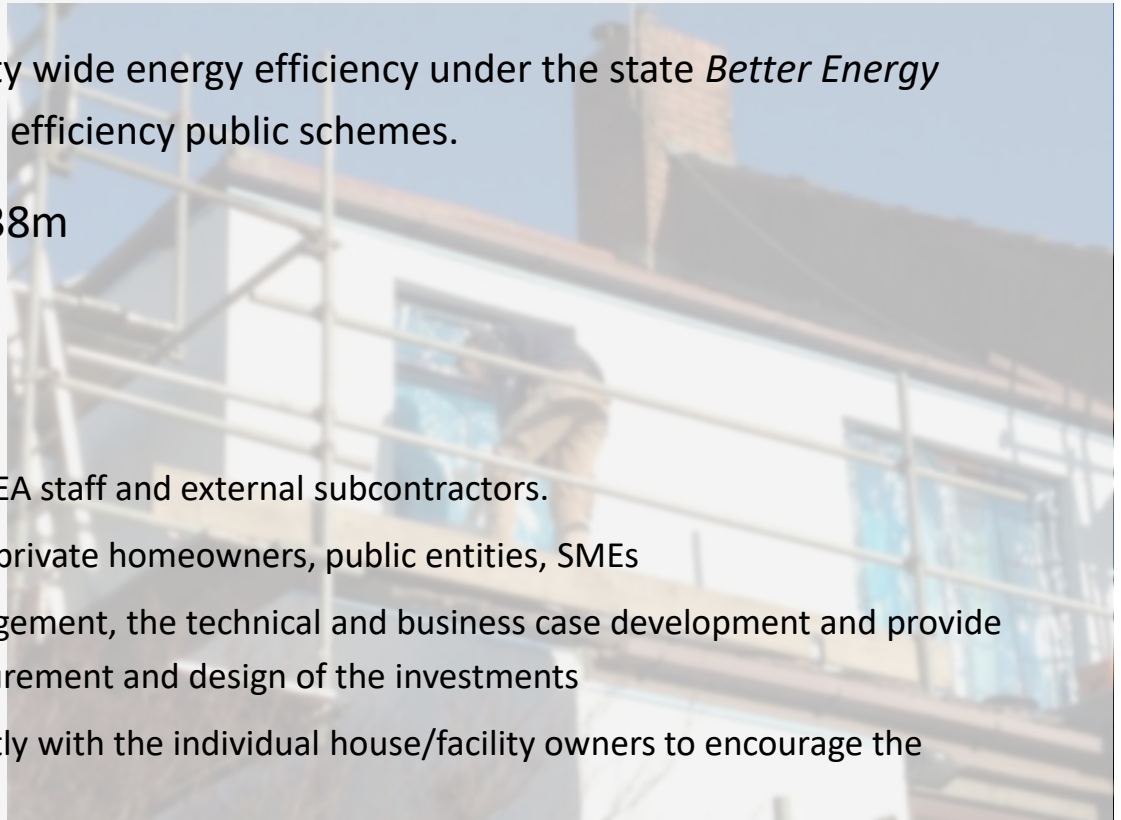 ty wide energy efficiency under the state Better Energy
efficiency public schemes.
38m
EA staff and external subcontractors.
private homeowners, public entities, SMEs
gement, the technical and business case development and provide
urement and design of the investments
tly with the individual house/facility owners to encourage the